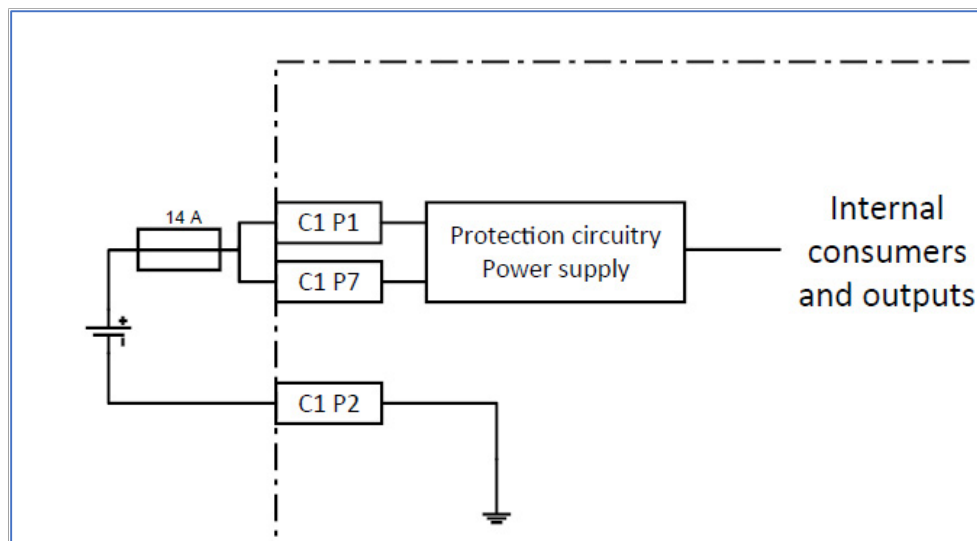 14 A
C1 P1
C1 P7
Protection circuitry
Power supply
Internal
consumers
and outputs
+
C1 P2